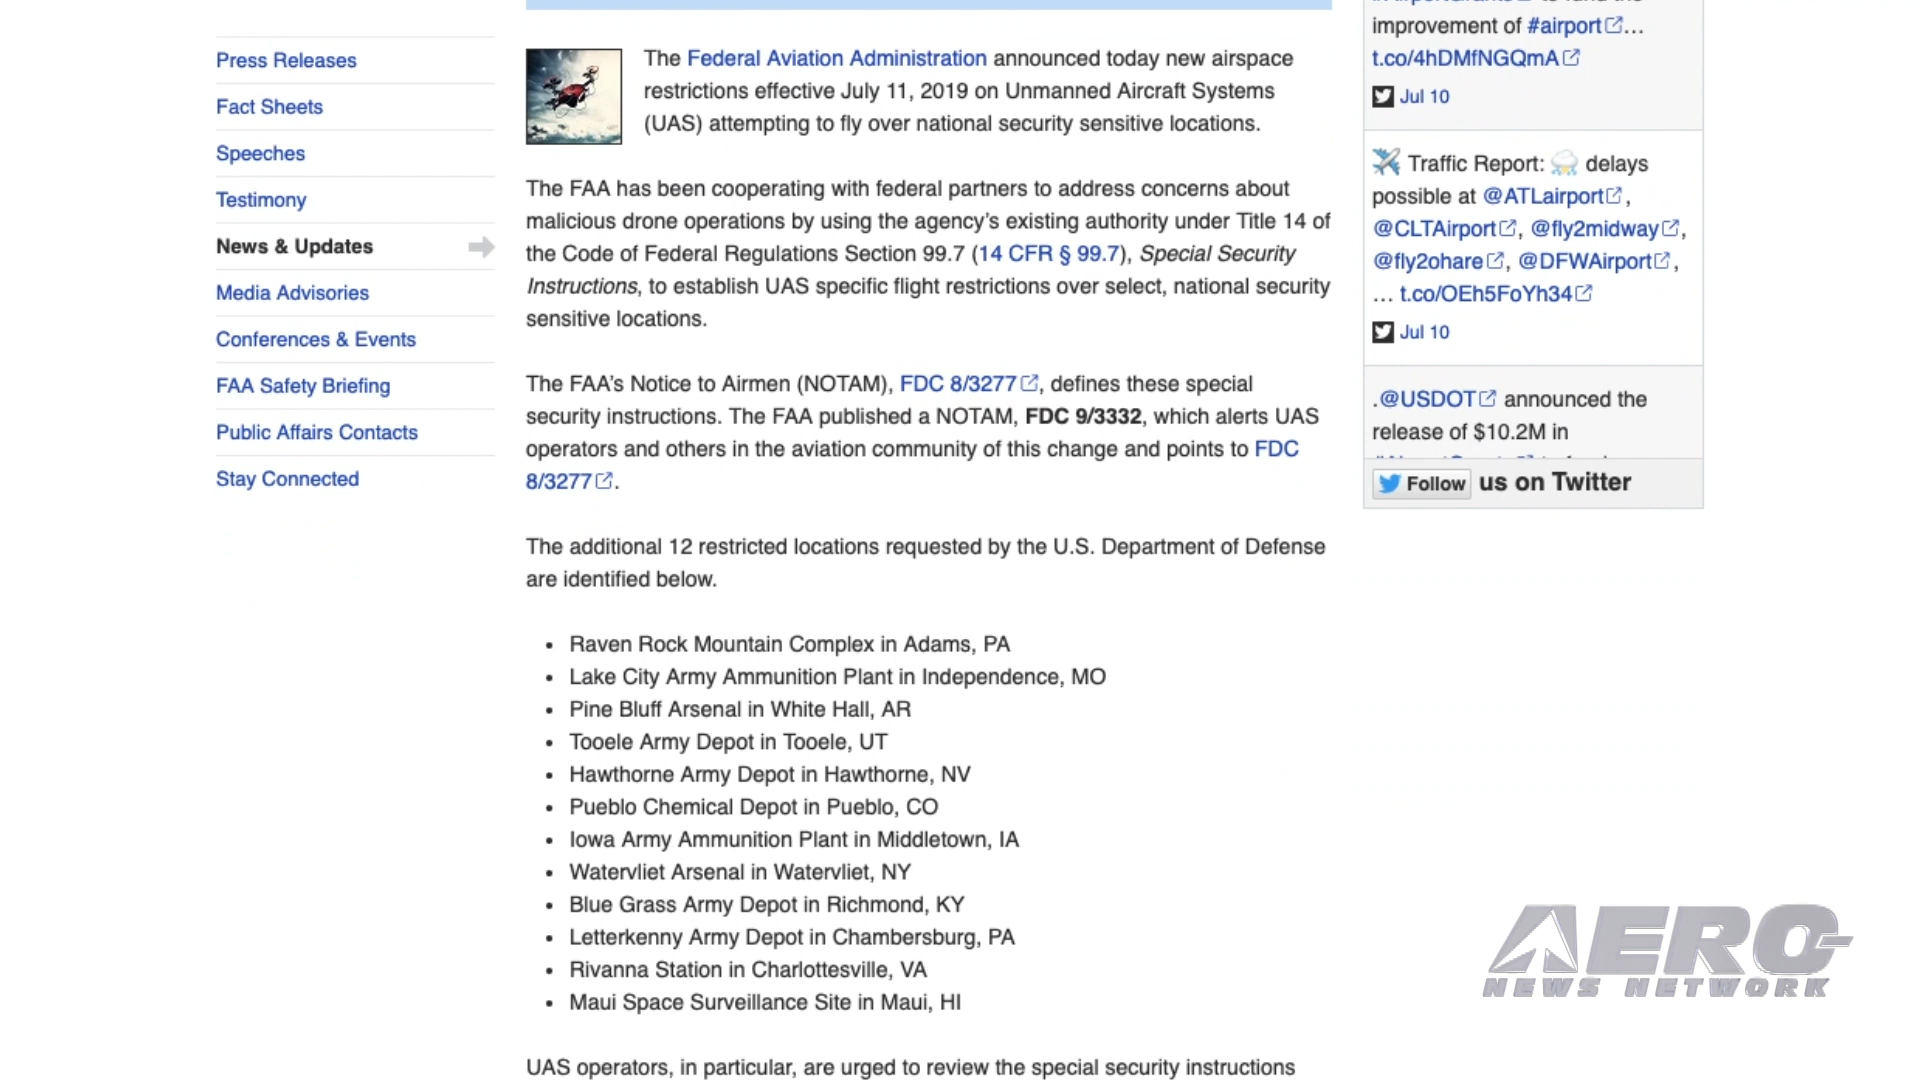 Press Releases
Fact Sheets
Speeches
Testimony
News & Updates
Media Advisories
Conferences & Events
FAA Safety Briefing
Public Affairs Contacts
Stay Connected
The Federal Aviation Administration announced today new airspace
restrictions effective July 11, 2019 on Unmanned Aircraft Systems
(UAS) attempting to fly over national security sensitive locations.
The FAA has been cooperating with federal partners to address concerns about
malicious drone operations by using the agency’s existing authority under Title 14 of
the Code of Federal Regulations Section 99.7 (14 CFR § 99.7), Special Security
Instructions, to establish UAS specific flight restrictions over select, national security
sensitive locations.
The FAA’s Notice to Airmen (NOTAM), FDC 8/3277, defines these special
security instructions. The FAA published a NOTAM, FDC 9/3332, which alerts UAS
operators and others in the aviation community of this change and points to FDC
8/3277.
The additional 12 restricted locations requested by the U.S. Department of Defense
are identified below.
• Raven Rock Mountain Complex in Adams, PA
• Lake City Army Ammunition Plant in Independence, MO
• Pine Bluff Arsenal in White Hall, AR
• Tooele Army Depot in Tooele, UT
• Hawthorne Army Depot in Hawthorne, NV
• Pueblo Chemical Depot in Pueblo, CO
• Iowa Army Ammunition Plant in Middletown, IA
• Watervliet Arsenal in Watervliet, NY
• Blue Grass Army Depot in Richmond, KY
• Letterkenny Army Depot in Chambersburg, PA
• Rivanna Station in Charlottesville, VA
• Maui Space Surveillance Site in Maui, HI
UAS operators, in particular, are urged to review the special security instructions
improvement of #airport…
t.co/4hDMfNGQmA
Jul 10
Traffic Report: delays
possible at @ATLairport,
@CLTAirport, @fly2midway,
@fly2ohare, @DFWAirport,
… t.co/OEh5FoYh34
Jul 10
.@USDOT announced the
release of $10.2M in
Follow us on Twitter
AERO-
NEWS NETWORK